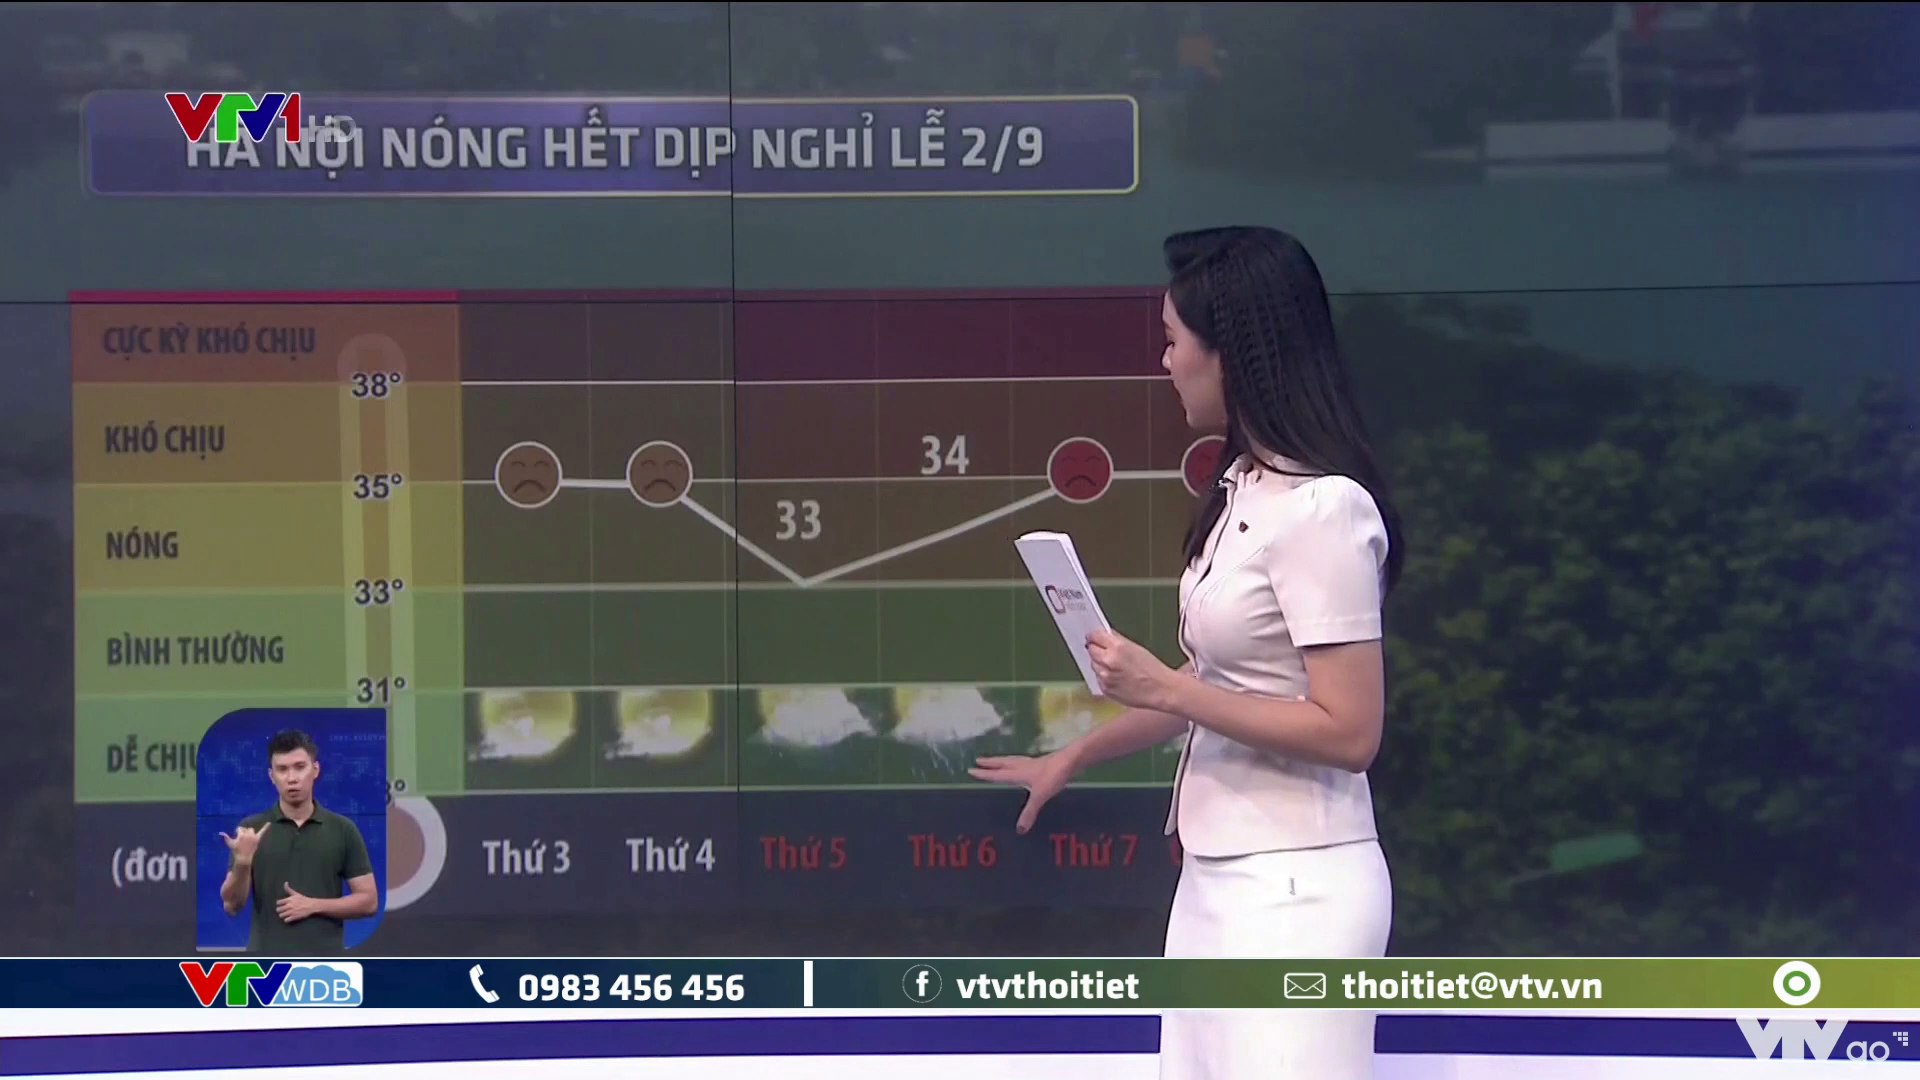 VTV1 HD
HÀ NỘI NÓNG HẾT DỊP NGHỈ LỄ 2/9
CỰC KỲ KHÓ CHỊU
38°
KHÓ CHỊU
35°
34
33
NÓNG
33°
BÌNH THƯỜNG
31°
DỄ CHỊU
(đơn
Thứ 3
Thứ 4
Thứ 5
Thứ 6
Thứ 7
VTV WDB
0983 456 456
vtvthoitiet
thoitiet@vtv.vn
VTV go